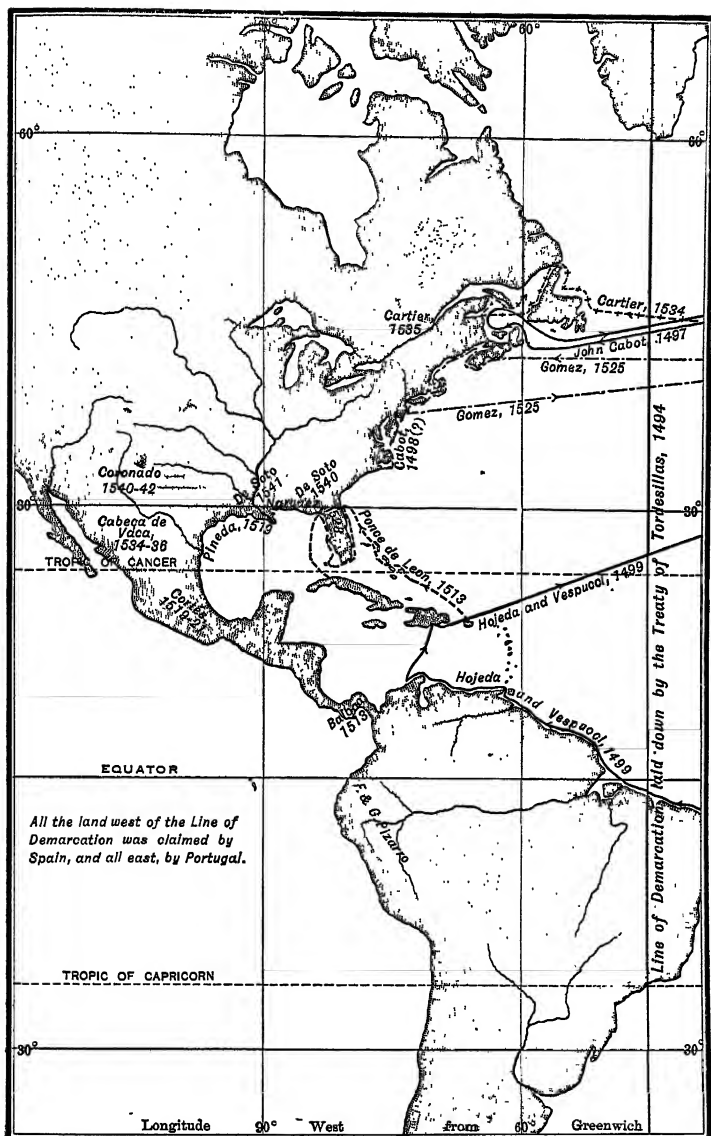 60°
60°
60°
Cartier, 1534
Cartier
1535
John Cabot, 1497
Gomez, 1525
Gomez, 1525
Cabot
1498(?)
Line of Demarcation laid down by the Treaty of Tordesillas, 1494
De Soto
1541
De Soto
1540
Coronado
1540-42
30°
30°
Cabeça de
Vaca,
1534-36
Pineda, 1513
Ponce de Leon, 1513
TROPIC OF CANCER
Hojeda and Vespucci, 1499
Cortés
1519-21
Hojeda
and Vespucci, 1499
Balboa
1513
EQUATOR
F. & G. Pizarro
All the land west of the Line of
Demarcation was claimed by
Spain, and all east, by Portugal.
TROPIC OF CAPRICORN
30°
30°
Longitude 90° West from 60° Greenwich